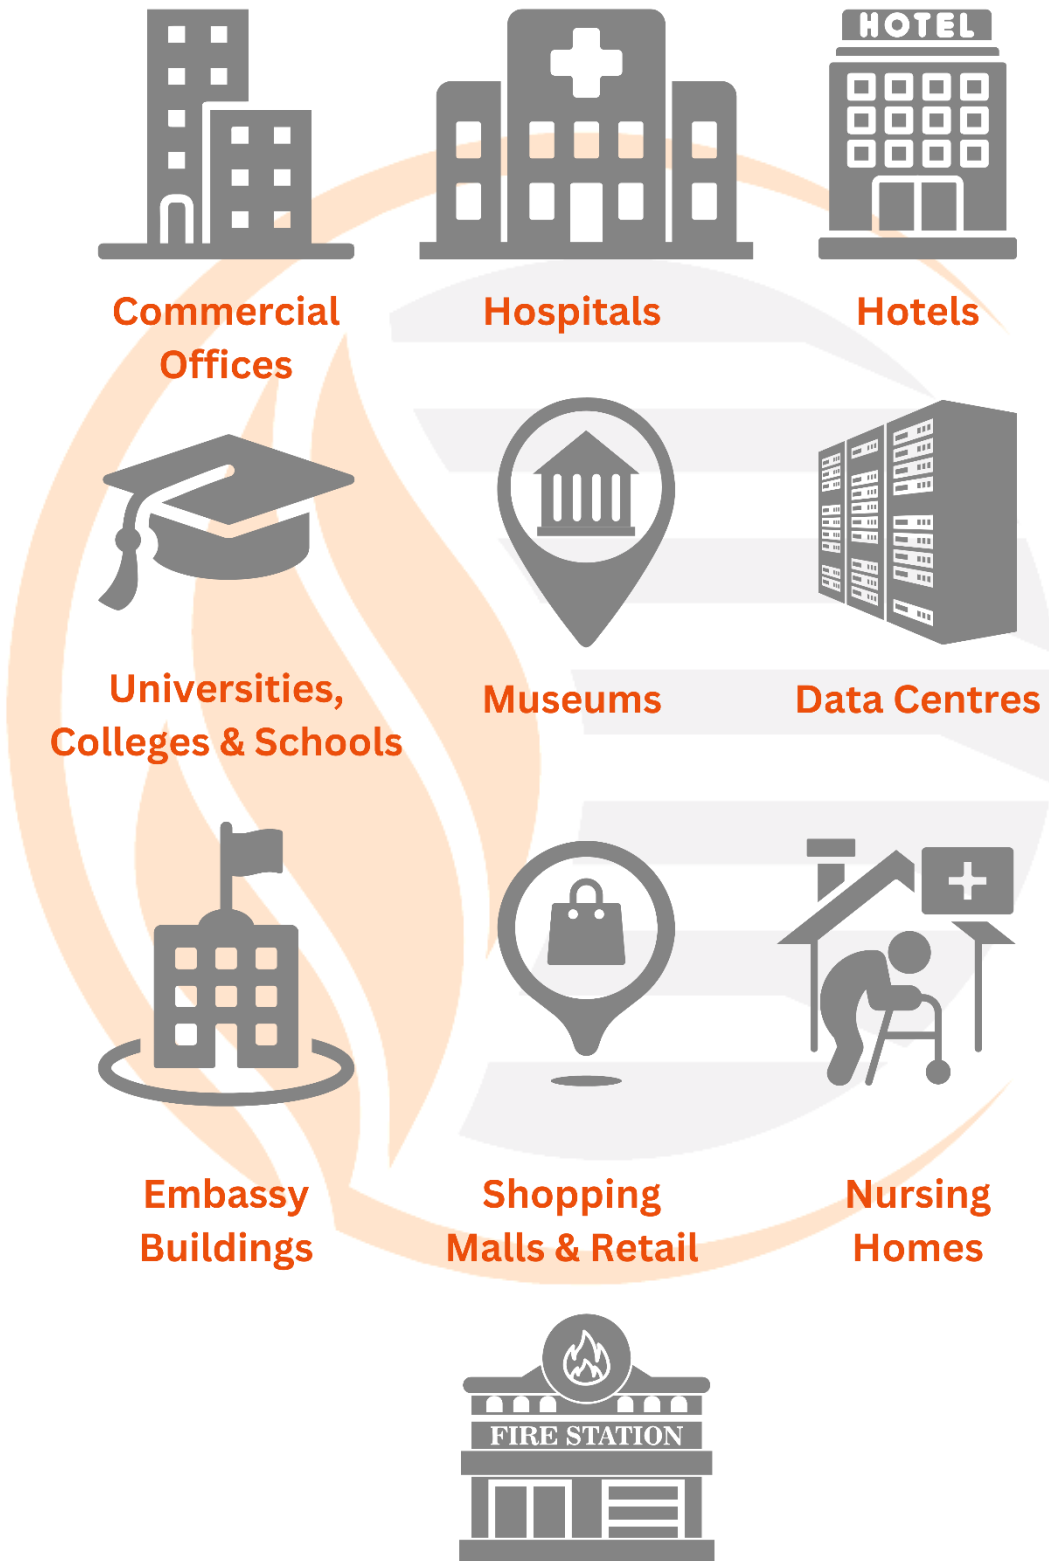 HOTEL
Commercial
Offices
Hospitals
Hotels
Universities,
Colleges & Schools
Museums
Data Centres
Embassy
Buildings
Shopping
Malls & Retail
Nursing
Homes
FIRE STATION